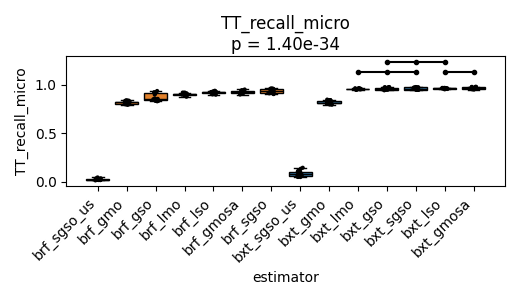 TT_recall_micro
p = 1.40e-34
TT_recall_micro
1.0
0.5
0.0
brf_sgso_us
brf_gmo
brf_gso
brf_lmo
brf_lso
brf_gmosa
brf_sgso
bxt_sgso_us
bxt_gmo
bxt_lmo
bxt_gso
bxt_sgso
bxt_lso
bxt_gmosa
estimator